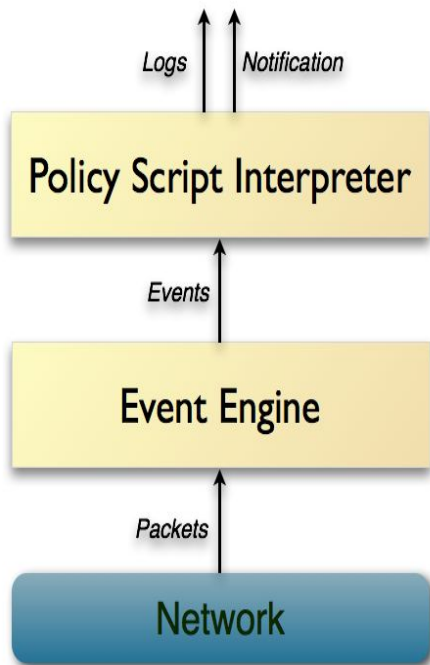 Logs
Notification
Policy Script Interpreter
Events
Event Engine
Packets
Network